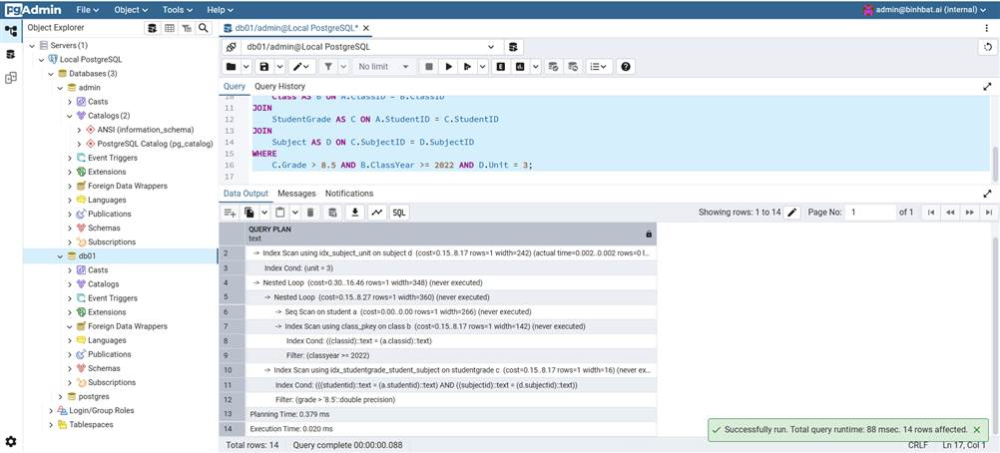 pgAdmin File Object Tools Help admin@binhbat.ai (internal)
Object Explorer
db01/admin@Local PostgreSQL*
Servers (1)
Local PostgreSQL
Databases (3)
admin
Casts
Catalogs (2)
ANSI (information_schema)
PostgreSQL Catalog (pg_catalog)
Event Triggers
Extensions
Foreign Data Wrappers
Languages
Publications
Schemas
Subscriptions
db01
Casts
Catalogs
Event Triggers
Extensions
Foreign Data Wrappers
Languages
Publications
Schemas
Subscriptions
postgres
Login/Group Roles
Tablespaces
db01/admin@Local PostgreSQL
No limit
Query Query History
10 Class AS B ON A.ClassID = B.ClassID
11 JOIN
12 StudentGrade AS C ON A.StudentID = C.StudentID
13 JOIN
14 Subject AS D ON C.SubjectID = D.SubjectID
15 WHERE
16 C.Grade > 8.5 AND B.ClassYear >= 2022 AND D.Unit = 3;
17
Data Output Messages Notifications
SQL Showing rows: 1 to 14 Page No: 1 of 1
QUERY PLAN
text
2 -> Index Scan using idx_subject_unit on subject d (cost=0.15..8.17 rows=1 width=242) (actual time=0.002..0.002 rows=0 l...
3 Index Cond: (unit = 3)
4 -> Nested Loop (cost=0.30..16.46 rows=1 width=348) (never executed)
5 -> Nested Loop (cost=0.15..8.27 rows=1 width=360) (never executed)
6 -> Seq Scan on student a (cost=0.00..0.00 rows=1 width=266) (never executed)
7 -> Index Scan using class_pkey on class b (cost=0.15..8.17 rows=1 width=142) (never executed)
8 Index Cond: ((classid)::text = (a.classid)::text)
9 Filter: (classyear >= 2022)
10 -> Index Scan using idx_studentgrade_student_subject on studentgrade c (cost=0.15..8.17 rows=1 width=16) (never ex...
11 Index Cond: (((studentid)::text = (a.studentid)::text) AND ((subjectid)::text = (d.subjectid)::text))
12 Filter: (grade > '8.5'::double precision)
13 Planning Time: 0.379 ms
14 Execution Time: 0.020 ms
Successfully run. Total query runtime: 88 msec. 14 rows affected.
Total rows: 14 Query complete 00:00:00.088 CRLF Ln 17, Col 1